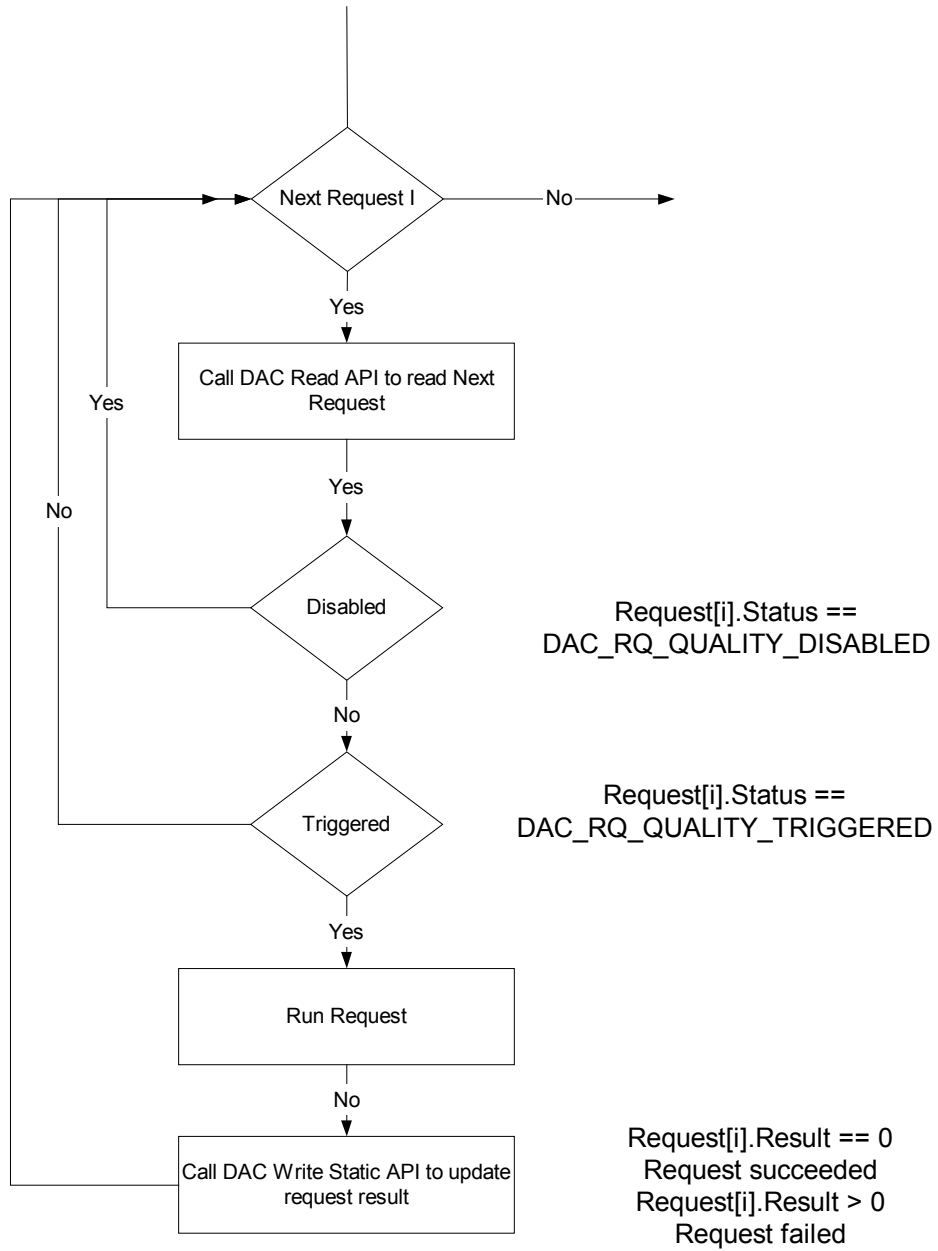 Next Request I
No
Yes
Call DAC Read API to read Next
Request
Yes
Yes
No
Disabled
Request[i].Status ==
DAC_RQ_QUALITY_DISABLED
No
Triggered
Request[i].Status ==
DAC_RQ_QUALITY_TRIGGERED
Yes
Run Request
No
Call DAC Write Static API to update
request result
Request[i].Result == 0
Request succeeded
Request[i].Result > 0
Request failed